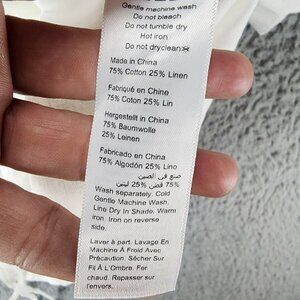 Gentle machine wash
Do not bleach
Do not tumble dry
Hot iron
Do not dryclean
Made in China
75% Cotton 25% Linen
Fabriqué en Chine
75% Coton 25% Lin
Hergestellt in China
75% Baumwolle
25% Leinen
Fabricado en China
75% Algodón 25% Lino
صنع في الصين
75% قطن 25% لينين
Wash separately. Cold
Gentle Machine Wash.
Line Dry In Shade. Warm
iron. Iron on reverse
side.
Laver à part. Lavage En
Machine À Froid Avec
Précaution. Sécher Sur
Fil À L'Ombre. Fer
chaud. Repassage sur
l'envers.